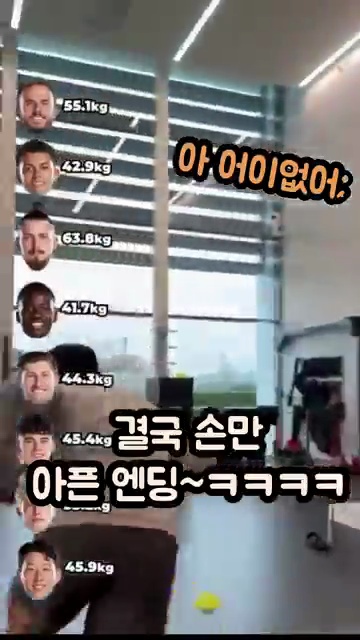 55.1kg
아 어이없어;
42.9kg
63.8kg
41.7kg
44.3kg
45.4kg
결국 손만
아픈 엔딩~ㅋㅋㅋㅋ
45.9kg